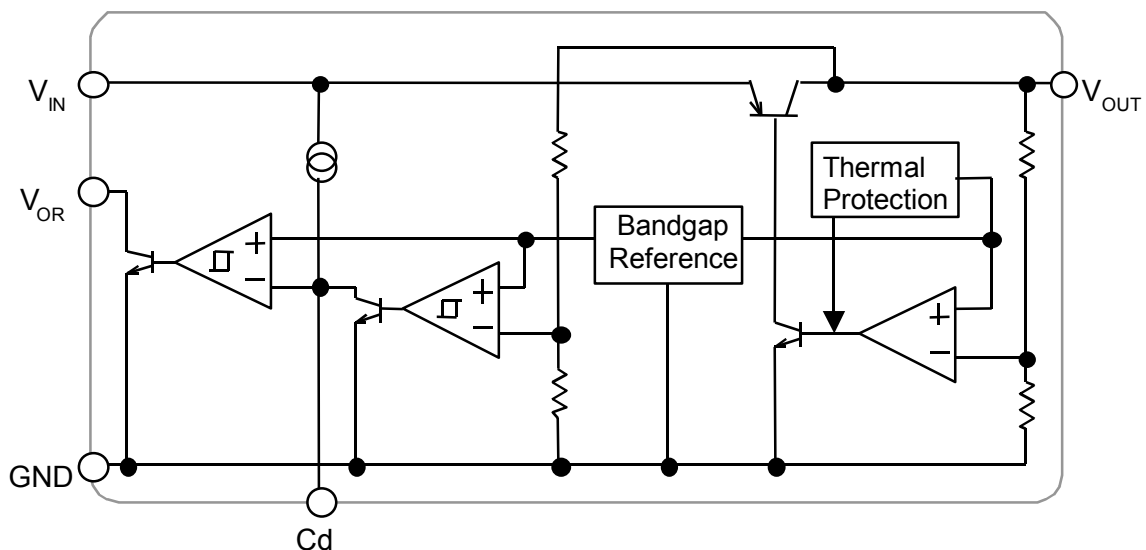 V_IN
V_OUT
Thermal
Protection
V_OR
Bandgap
Reference
+
−
+
−
+
−
GND
Cd